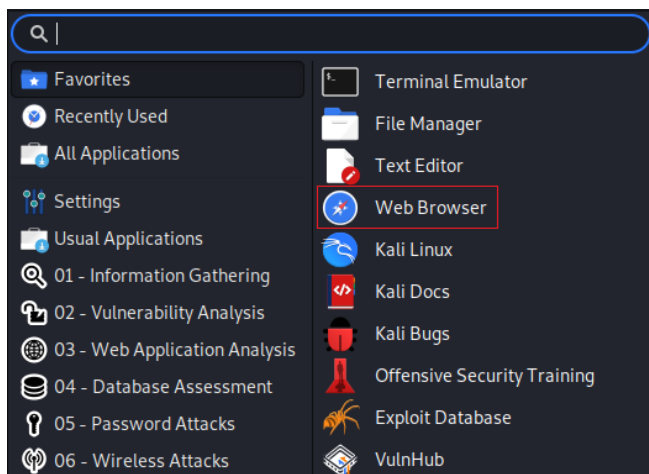 Favorites
Recently Used
All Applications
Settings
Usual Applications
01 - Information Gathering
02 - Vulnerability Analysis
03 - Web Application Analysis
04 - Database Assessment
05 - Password Attacks
06 - Wireless Attacks
$_
Terminal Emulator
File Manager
Text Editor
Web Browser
Kali Linux
</>
Kali Docs
Kali Bugs
Offensive Security Training
Exploit Database
VulnHub